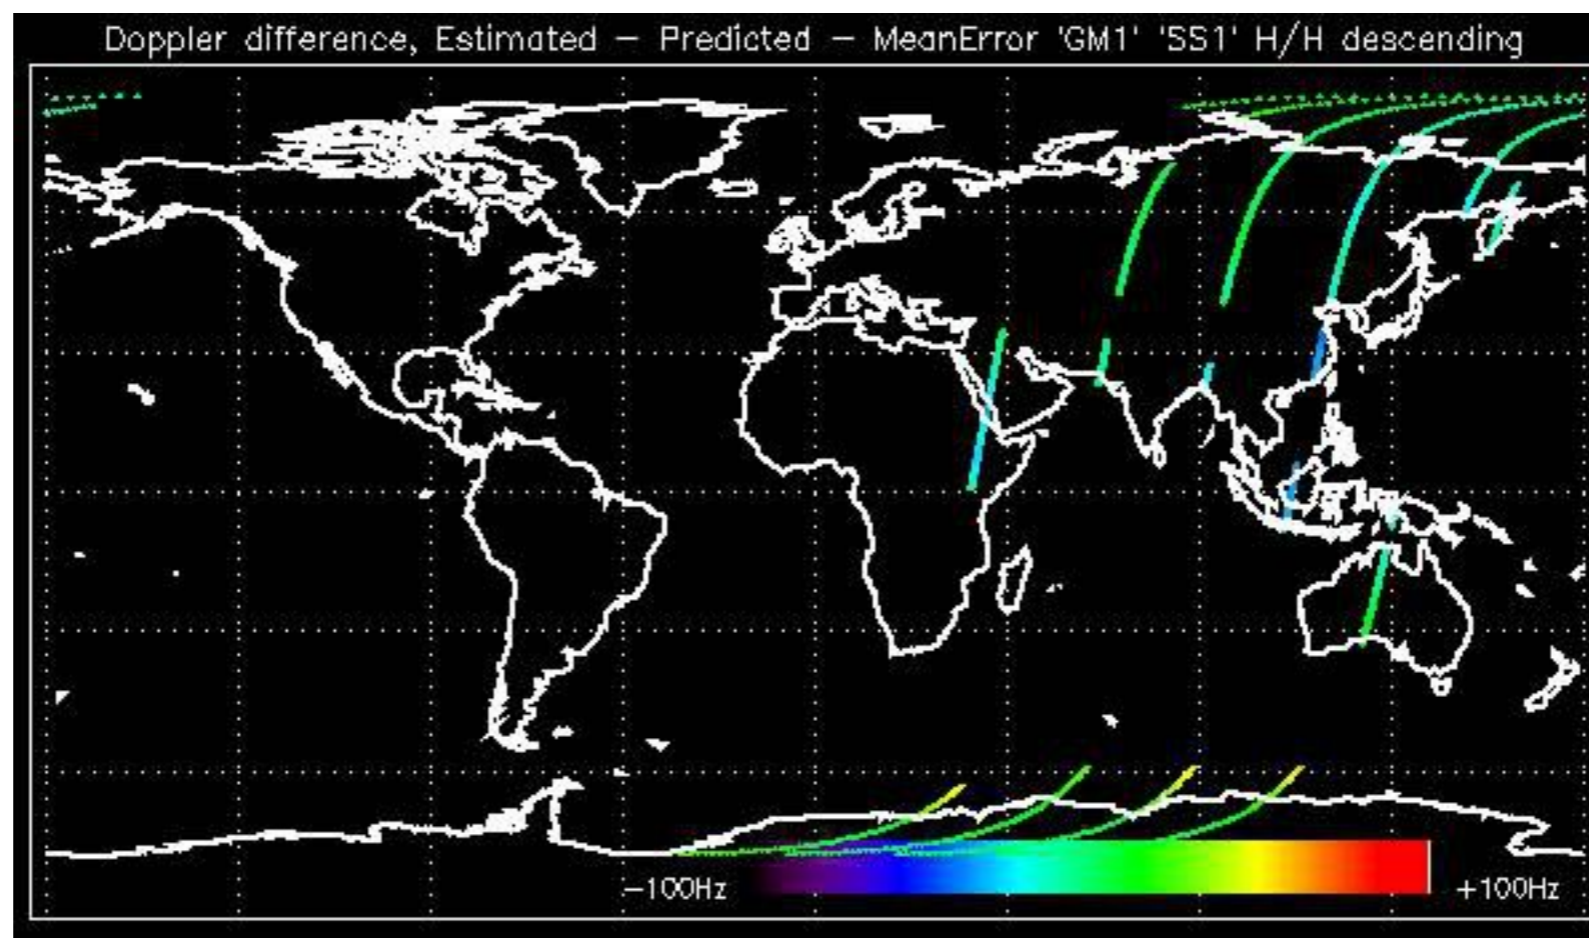 Doppler difference, Estimated − Predicted − MeanError 'GM1' 'SS1' H/H descending
−100Hz
+100Hz